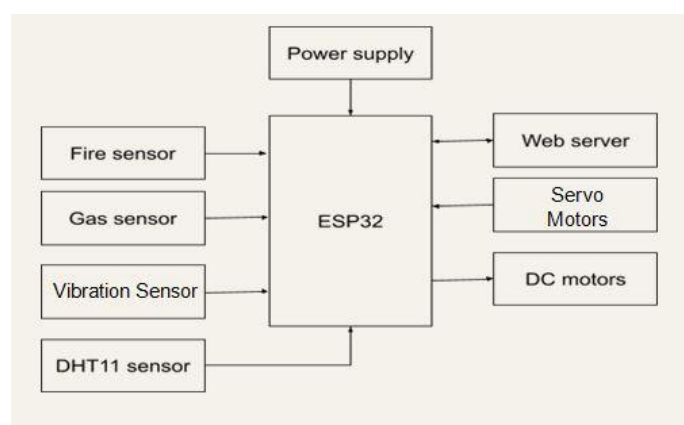 Power supply
Fire sensor
Gas sensor
Vibration Sensor
DHT11 sensor
ESP32
Web server
Servo
Motors
DC motors